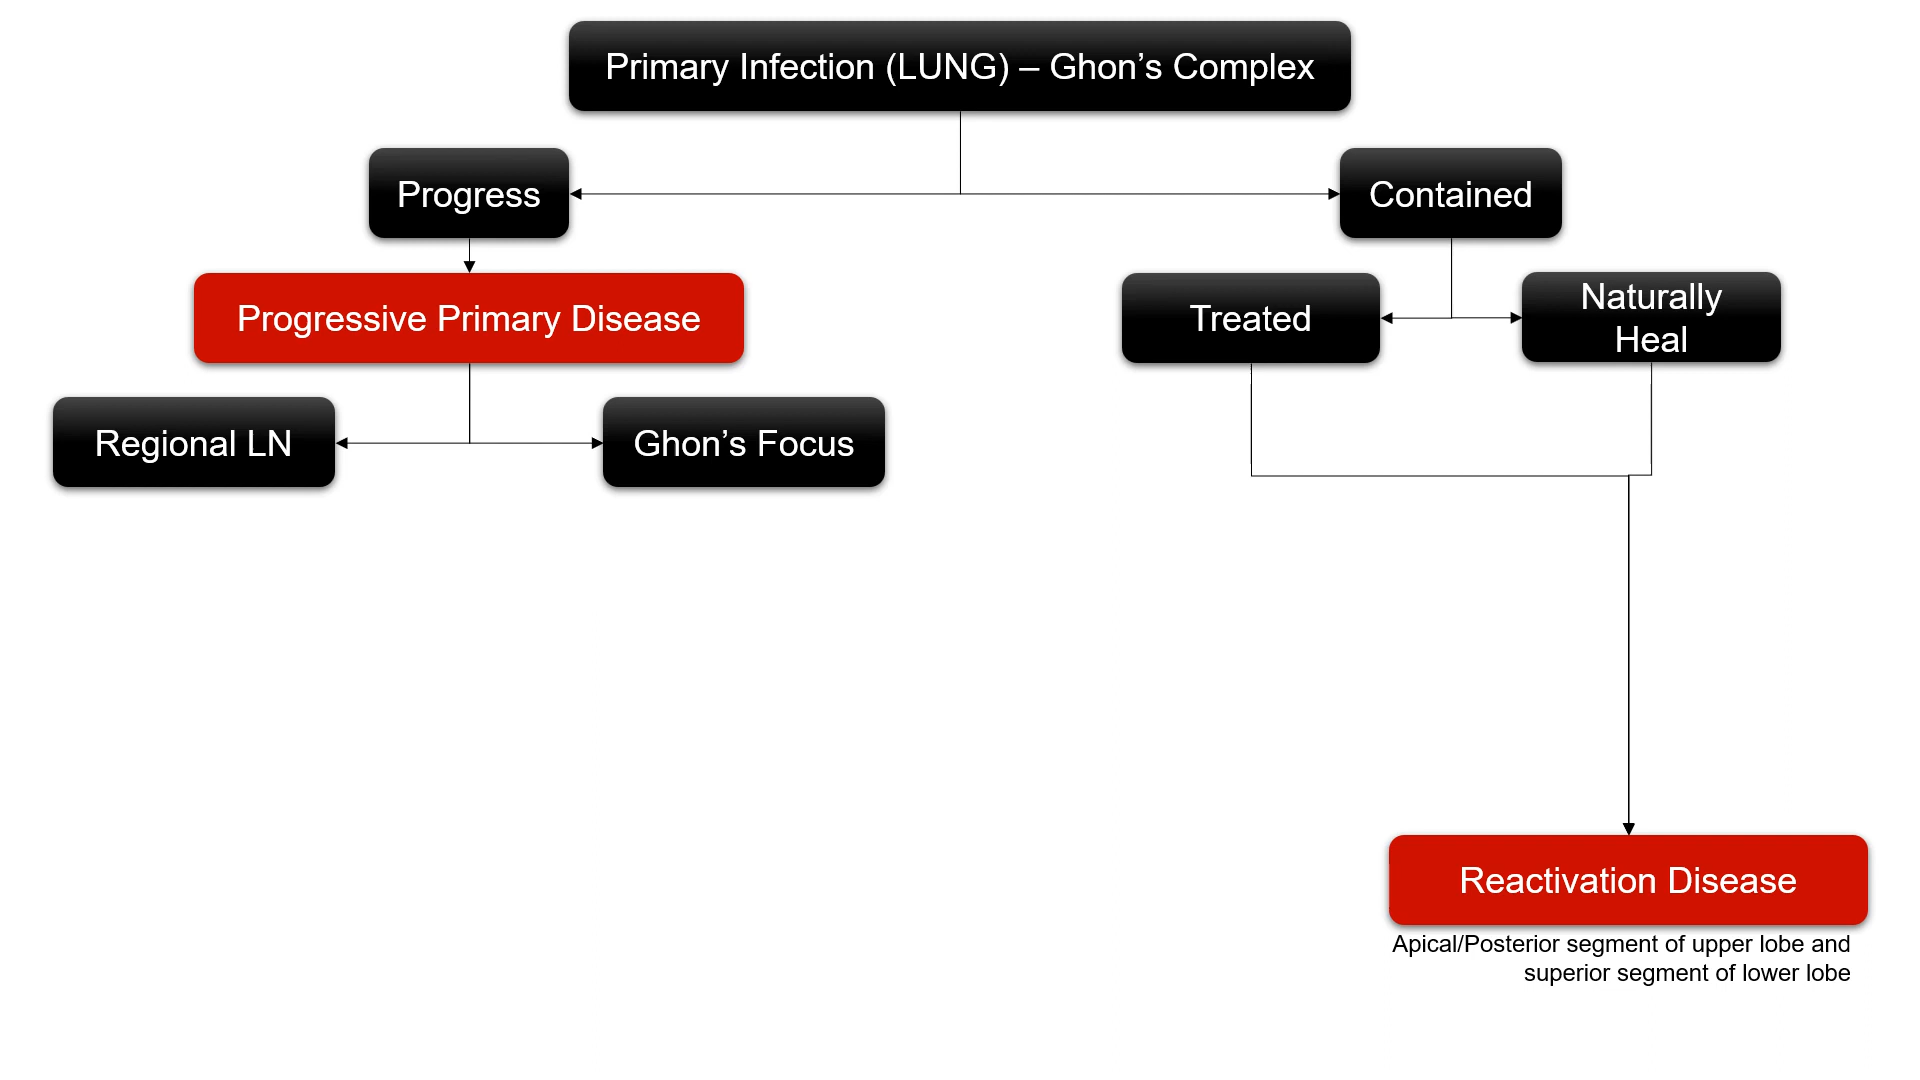 Primary Infection (LUNG) – Ghon’s Complex
Progress
Contained
Progressive Primary Disease
Treated
Naturally
Heal
Regional LN
Ghon’s Focus
Reactivation Disease
Apical/Posterior segment of upper lobe and
superior segment of lower lobe